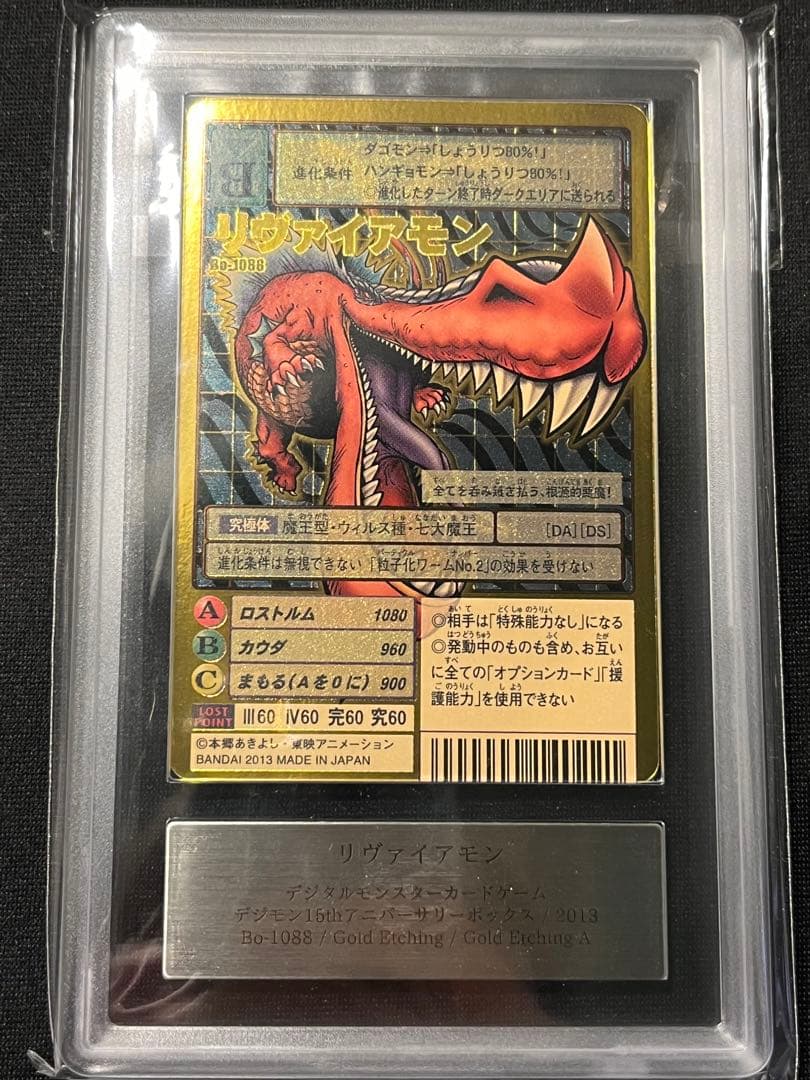 B
進化条件
ダゴモン⇒「しょうりつ80%!」
ハンギョモン⇒「しょうりつ80%!」
◎進化したターン終了時ダークエリアに送られる
リヴァイアモン
Bo-1088
全てを呑み込き払う、根源的悪魔!
究極体 魔王型・ウィルス種・七大魔王 [DA][DS]
進化条件は無視できない 「粒子化ワームNo.2」の効果を受けない
A ロストルム 1080
B カウダ 960
C まもる(Aを0に) 900
LOST POINT Ⅲ60 Ⅳ60 完60 究60
◎相手は「特殊能力なし」になる
◎発動中のものも含め、お互い
に全ての「オプションカード」「援
護能力」を使用できない
©本郷あきよし・東映アニメーション
BANDAI 2013 MADE IN JAPAN
リヴァイアモン
デジタルモンスターカードゲーム
デジモン15thアニバーサリーボックス / 2013
Bo-1088 / Gold Etching / Gold Etching A